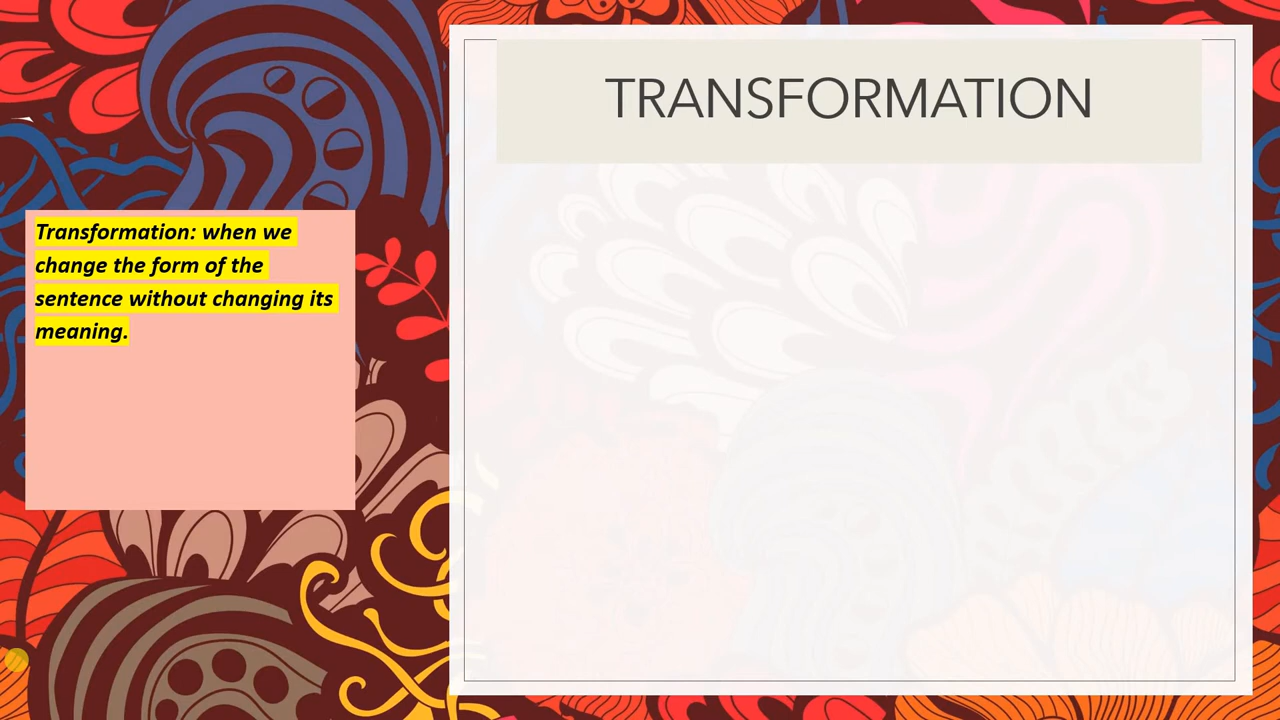 TRANSFORMATION
Transformation: when we
change the form of the
sentence without changing its
meaning.